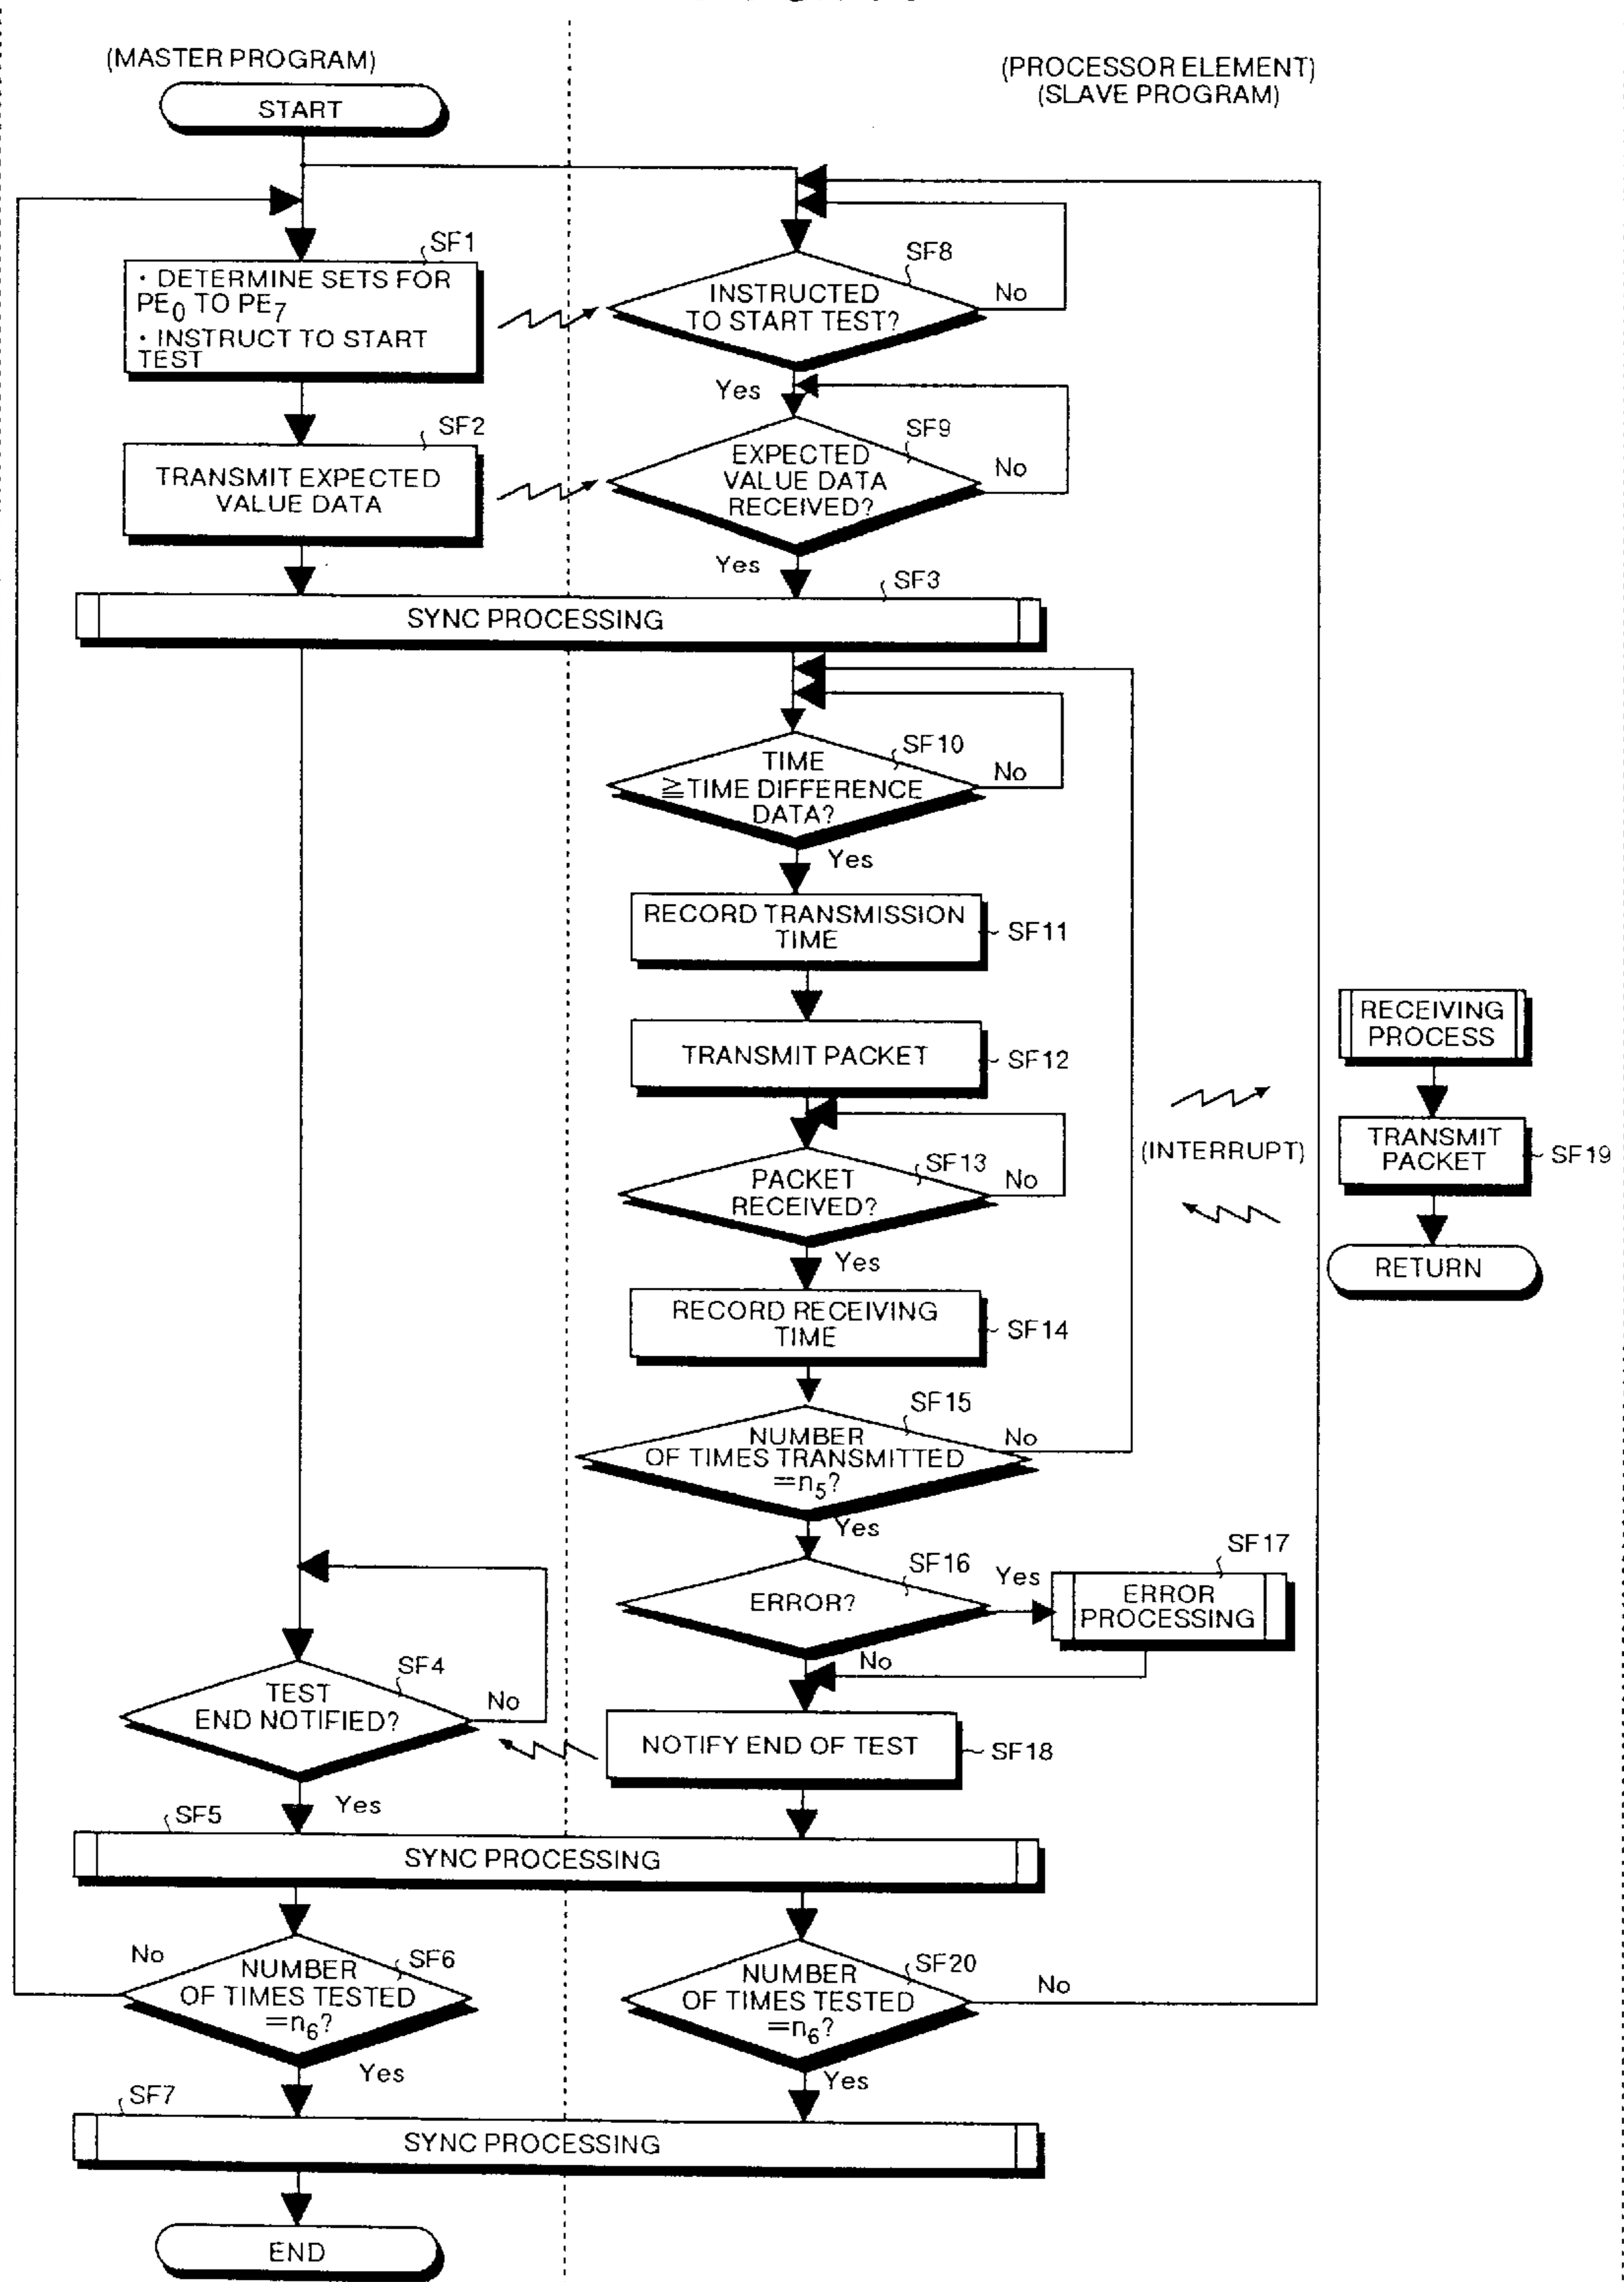 (MASTER PROGRAM)
START
(PROCESSOR ELEMENT)
(SLAVE PROGRAM)
SF1
· DETERMINE SETS FOR
PE0 TO PE7
· INSTRUCT TO START
TEST
SF8
INSTRUCTED
TO START TEST?
No
Yes
SF2
TRANSMIT EXPECTED
VALUE DATA
SF9
EXPECTED
VALUE DATA
RECEIVED?
No
Yes
SF3
SYNC PROCESSING
SF10
TIME
≧TIME DIFFERENCE
DATA?
No
Yes
RECORD TRANSMISSION
TIME
SF11
TRANSMIT PACKET
SF12
RECEIVING
PROCESS
(INTERRUPT)
TRANSMIT
PACKET
SF19
RETURN
SF13
PACKET
RECEIVED?
No
Yes
RECORD RECEIVING
TIME
SF14
SF15
NUMBER
OF TIMES TRANSMITTED
=n5?
No
Yes
SF16
ERROR?
Yes
SF17
ERROR
PROCESSING
No
SF4
TEST
END NOTIFIED?
No
Yes
NOTIFY END OF TEST
SF18
SF5
SYNC PROCESSING
No
SF6
NUMBER
OF TIMES TESTED
=n6?
Yes
SF20
NUMBER
OF TIMES TESTED
=n6?
No
Yes
SF7
SYNC PROCESSING
END